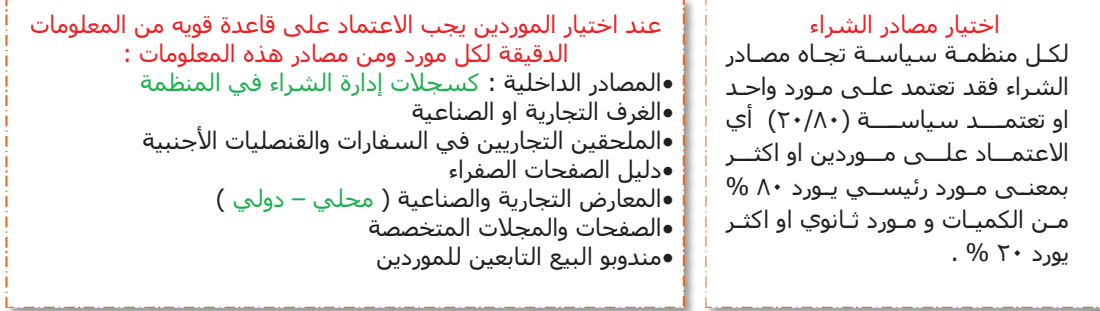 اختيار مصادر الشراء
لكل منظمة سياسة تجاه مصادر
الشراء فقد تعتمد على مورد واحد
او تعتمد سياسة (٢٠/٨٠) أي
الاعتماد على موردين او اكثر
بمعنى مورد رئيسي يورد ٨٠ %
من الكميات و مورد ثانوي او اكثر
يورد ٢٠ % .
عند اختيار الموردين يجب الاعتماد على قاعدة قويه من المعلومات
الدقيقة لكل مورد ومن مصادر هذه المعلومات :
•المصادر الداخلية : كسجلات إدارة الشراء في المنظمة
•الغرف التجارية او الصناعية
•الملحقين التجاريين في السفارات والقنصليات الأجنبية
•دليل الصفحات الصفراء
•المعارض التجارية والصناعية ( محلي – دولي )
•الصفحات والمجلات المتخصصة
•مندوبو البيع التابعين للموردين